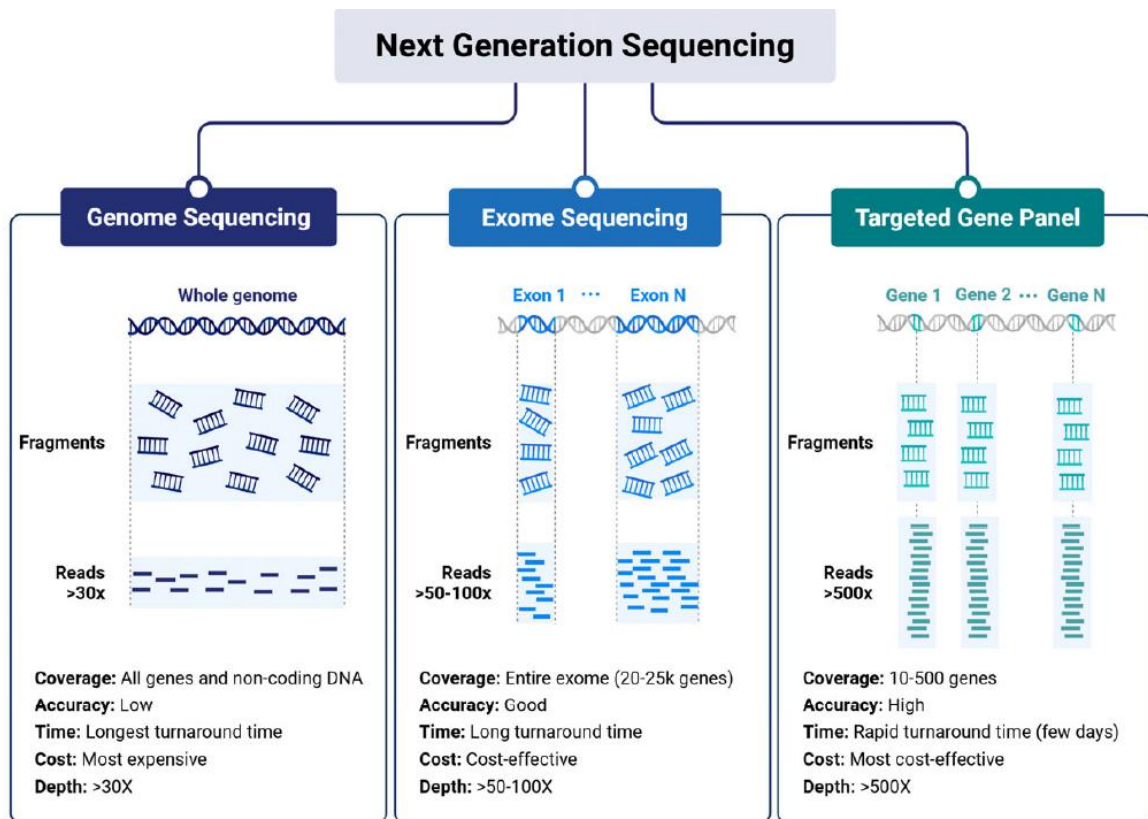 Next Generation Sequencing
Genome Sequencing
Whole genome
Fragments
Reads
>30x
Coverage: All genes and non-coding DNA
Accuracy: Low
Time: Longest turnaround time
Cost: Most expensive
Depth: >30X
Exome Sequencing
Exon 1 ··· Exon N
Reads
>50-100x
Coverage: Entire exome (20-25k genes)
Accuracy: Good
Time: Long turnaround time
Cost: Cost-effective
Depth: >50-100X
Targeted Gene Panel
Gene 1 Gene 2 ··· Gene N
Fragments
Reads
>500x
Coverage: 10-500 genes
Accuracy: High
Time: Rapid turnaround time (few days)
Cost: Most cost-effective
Depth: >500X